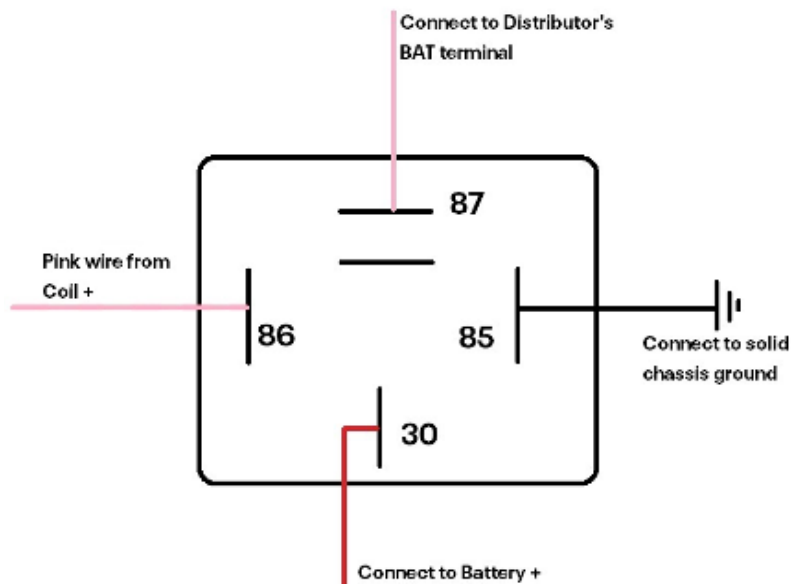 Connect to Distributor's
BAT terminal
87
Pink wire from
Coil +
86
85
Connect to solid
chassis ground
30
Connect to Battery +